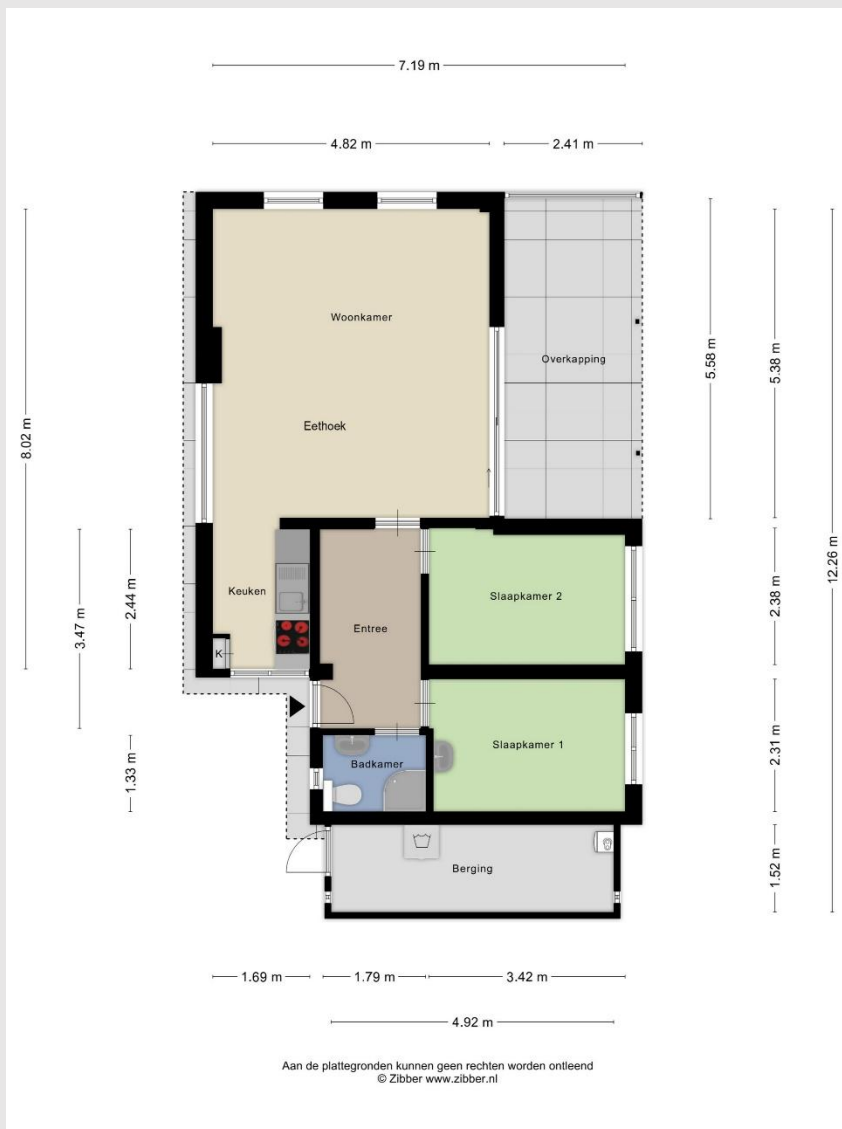 7.19 m
4.82 m
2.41 m
Woonkamer
Overkapping
5.58 m
5.38 m
8.02 m
Eethoek
12.26 m
Keuken
Slaapkamer 2
2.44 m
2.38 m
3.47 m
Entree
K
Slaapkamer 1
2.31 m
Badkamer
1.33 m
Berging
1.52 m
1.69 m
1.79 m
3.42 m
4.92 m
Aan de plattegronden kunnen geen rechten worden ontleend
© Zibber www.zibber.nl